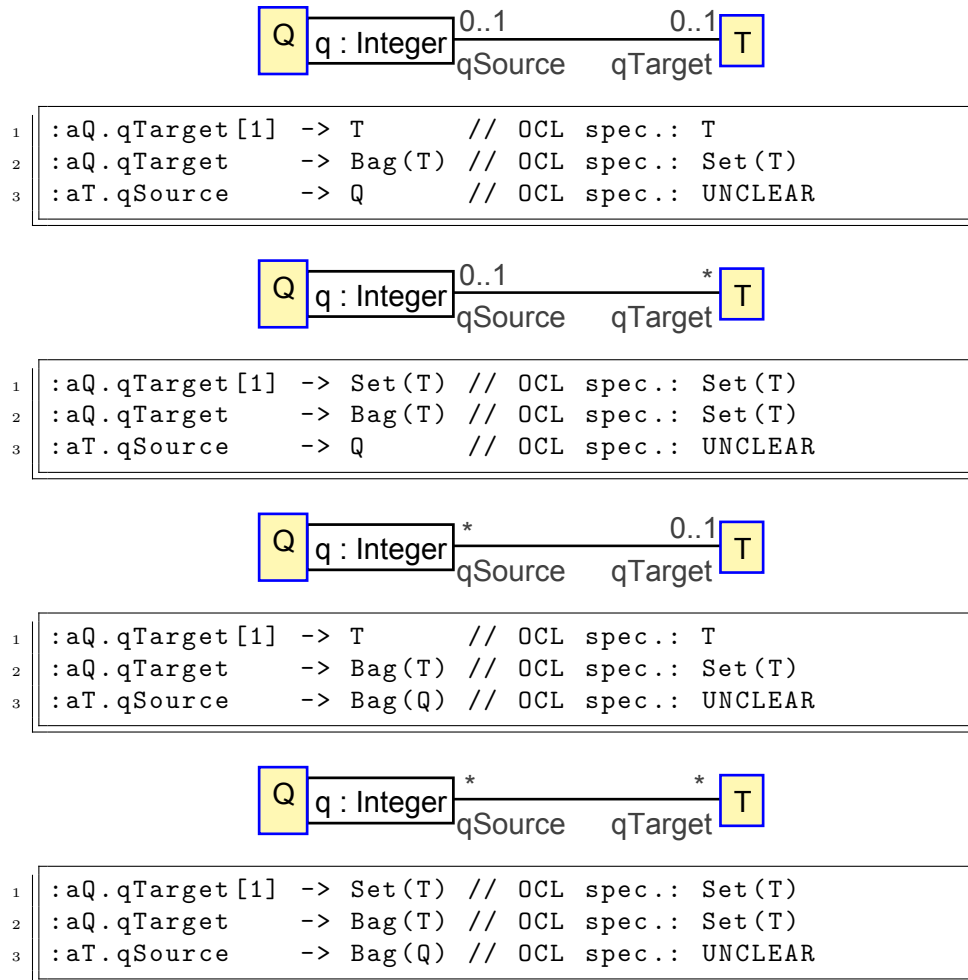 0..1 0..1
Q q : Integer T
qSource qTarget
1 :aQ.qTarget[1] -> T // OCL spec.: T
2 :aQ.qTarget -> Bag(T) // OCL spec.: Set(T)
3 :aT.qSource -> Q // OCL spec.: UNCLEAR
0..1 *
Q q : Integer T
qSource qTarget
1 :aQ.qTarget[1] -> Set(T) // OCL spec.: Set(T)
2 :aQ.qTarget -> Bag(T) // OCL spec.: Set(T)
3 :aT.qSource -> Q // OCL spec.: UNCLEAR
* 0..1
Q q : Integer T
qSource qTarget
1 :aQ.qTarget[1] -> T // OCL spec.: T
2 :aQ.qTarget -> Bag(T) // OCL spec.: Set(T)
3 :aT.qSource -> Bag(Q) // OCL spec.: UNCLEAR
* *
Q q : Integer T
qSource qTarget
1 :aQ.qTarget[1] -> Set(T) // OCL spec.: Set(T)
2 :aQ.qTarget -> Bag(T) // OCL spec.: Set(T)
3 :aT.qSource -> Bag(Q) // OCL spec.: UNCLEAR